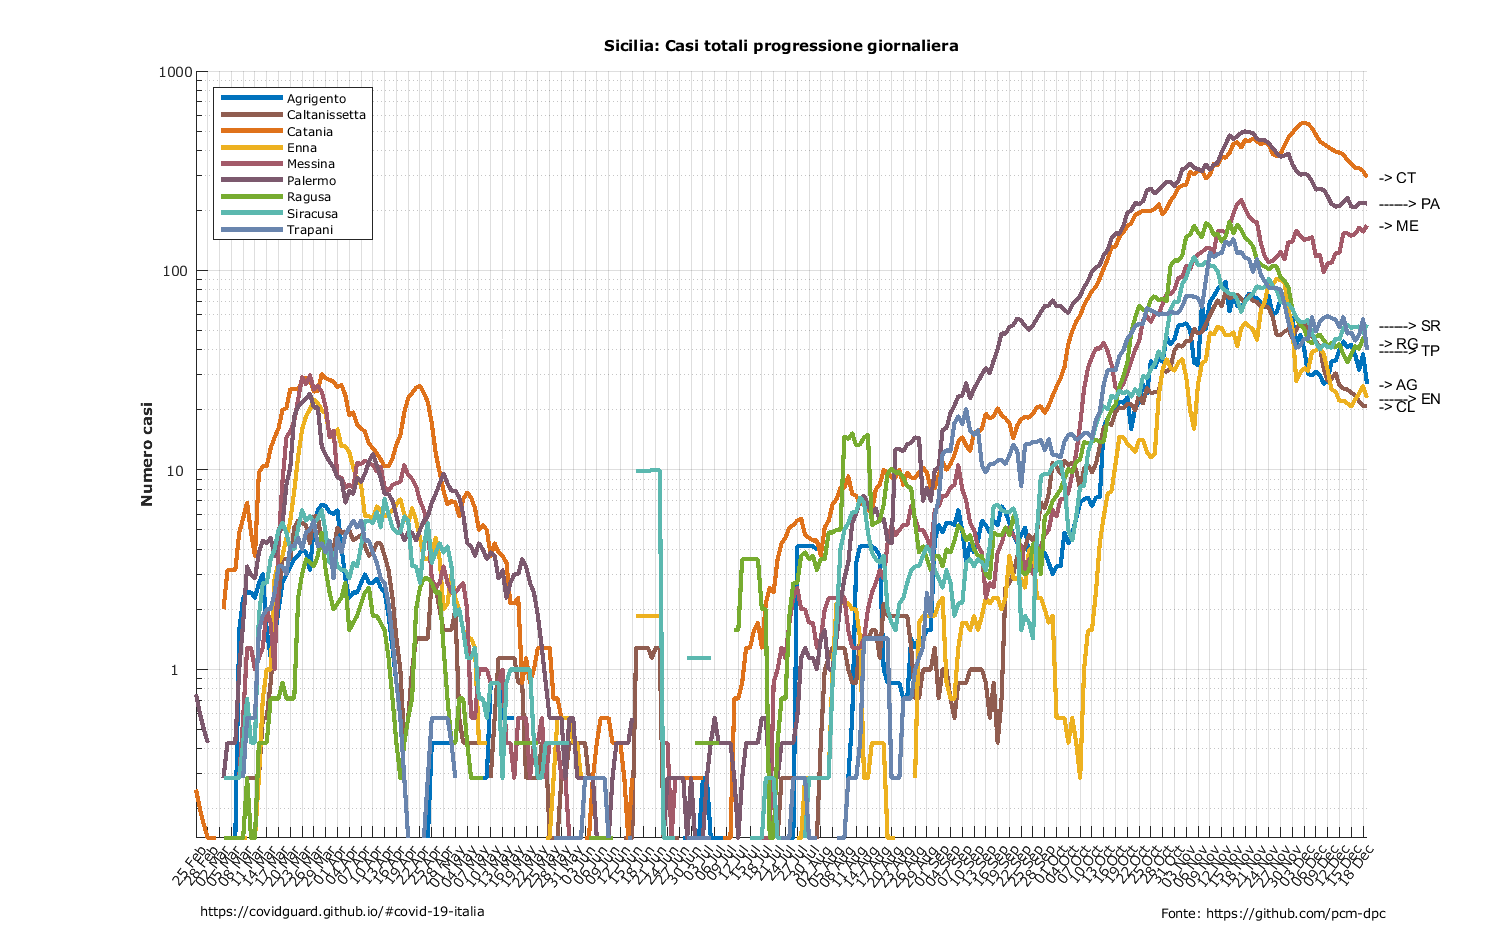 Sicilia: Casi totali progressione giornaliera
1000
100
10
1
Numero casi
Agrigento
Caltanissetta
Catania
Enna
Messina
Palermo
Ragusa
Siracusa
Trapani
-> CT
------> PA
-> ME
------> SR
-> RG
------> TP
-> AG
------> EN
-> CL
25 Feb
28 Feb
02 Mar
05 Mar
08 Mar
11 Mar
14 Mar
17 Mar
20 Mar
23 Mar
26 Mar
29 Mar
01 Apr
04 Apr
07 Apr
10 Apr
13 Apr
16 Apr
19 Apr
22 Apr
25 Apr
28 Apr
01 May
04 May
07 May
10 May
13 May
16 May
19 May
22 May
25 May
28 May
31 May
03 Jun
06 Jun
09 Jun
12 Jun
15 Jun
18 Jun
21 Jun
24 Jun
27 Jun
30 Jun
03 Jul
06 Jul
09 Jul
12 Jul
15 Jul
18 Jul
21 Jul
24 Jul
27 Jul
30 Jul
02 Aug
05 Aug
08 Aug
11 Aug
14 Aug
17 Aug
20 Aug
23 Aug
26 Aug
29 Aug
01 Sep
04 Sep
07 Sep
10 Sep
13 Sep
16 Sep
19 Sep
22 Sep
25 Sep
28 Sep
01 Oct
04 Oct
07 Oct
10 Oct
13 Oct
16 Oct
19 Oct
22 Oct
25 Oct
28 Oct
31 Oct
03 Nov
06 Nov
09 Nov
12 Nov
15 Nov
18 Nov
21 Nov
24 Nov
27 Nov
30 Nov
03 Dec
06 Dec
09 Dec
12 Dec
15 Dec
18 Dec
https://covidguard.github.io/#covid-19-italia
Fonte: https://github.com/pcm-dpc